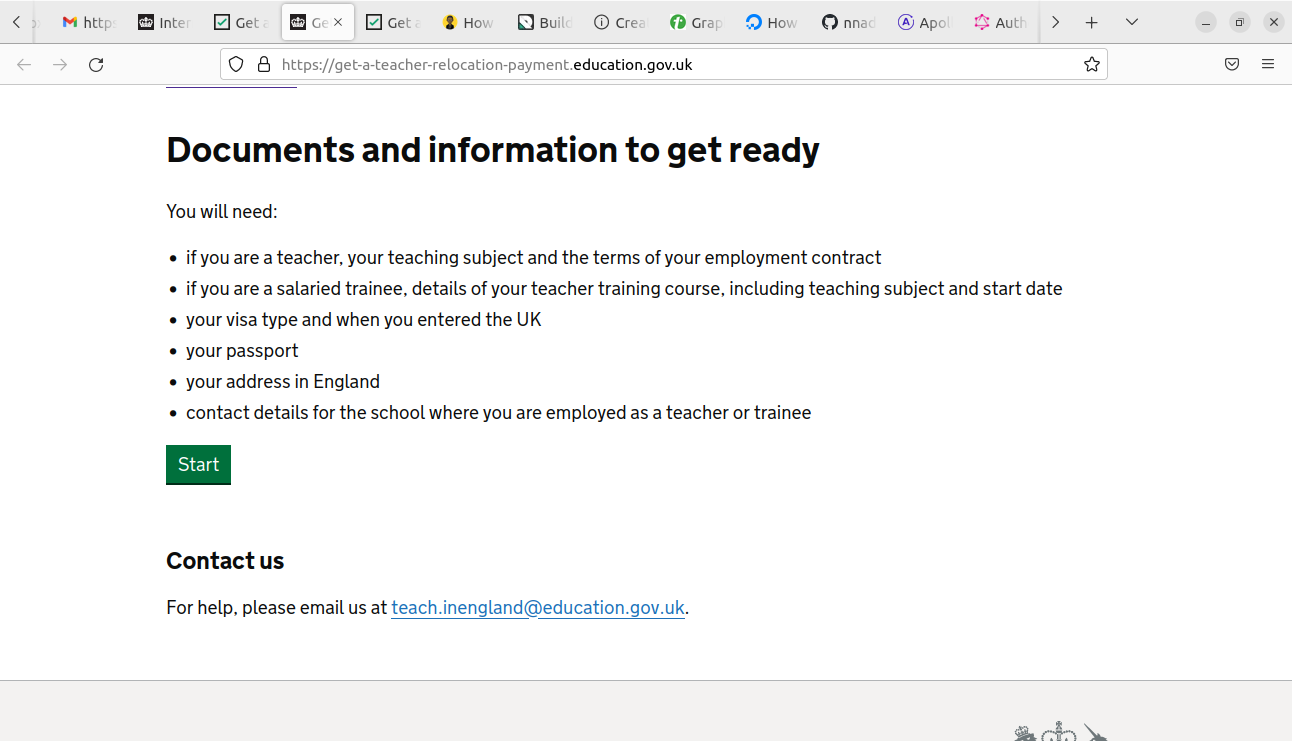 https
Inter
Get a
Ge
Get a
How
Build
Crea
Grap
How
nnad
Apol
Auth
https://get-a-teacher-relocation-payment.education.gov.uk
Documents and information to get ready
You will need:
if you are a teacher, your teaching subject and the terms of your employment contract
if you are a salaried trainee, details of your teacher training course, including teaching subject and start date
your visa type and when you entered the UK
your passport
your address in England
contact details for the school where you are employed as a teacher or trainee
Start
Contact us
For help, please email us at teach.inengland@education.gov.uk.